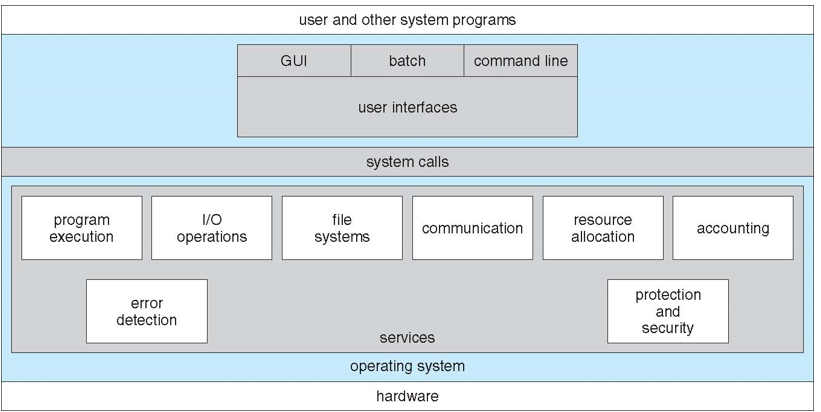 user and other system programs
GUI
batch
command line
user interfaces
system calls
program
execution
I/O
operations
file
systems
communication
resource
allocation
accounting
error
detection
protection
and
security
services
operating system
hardware